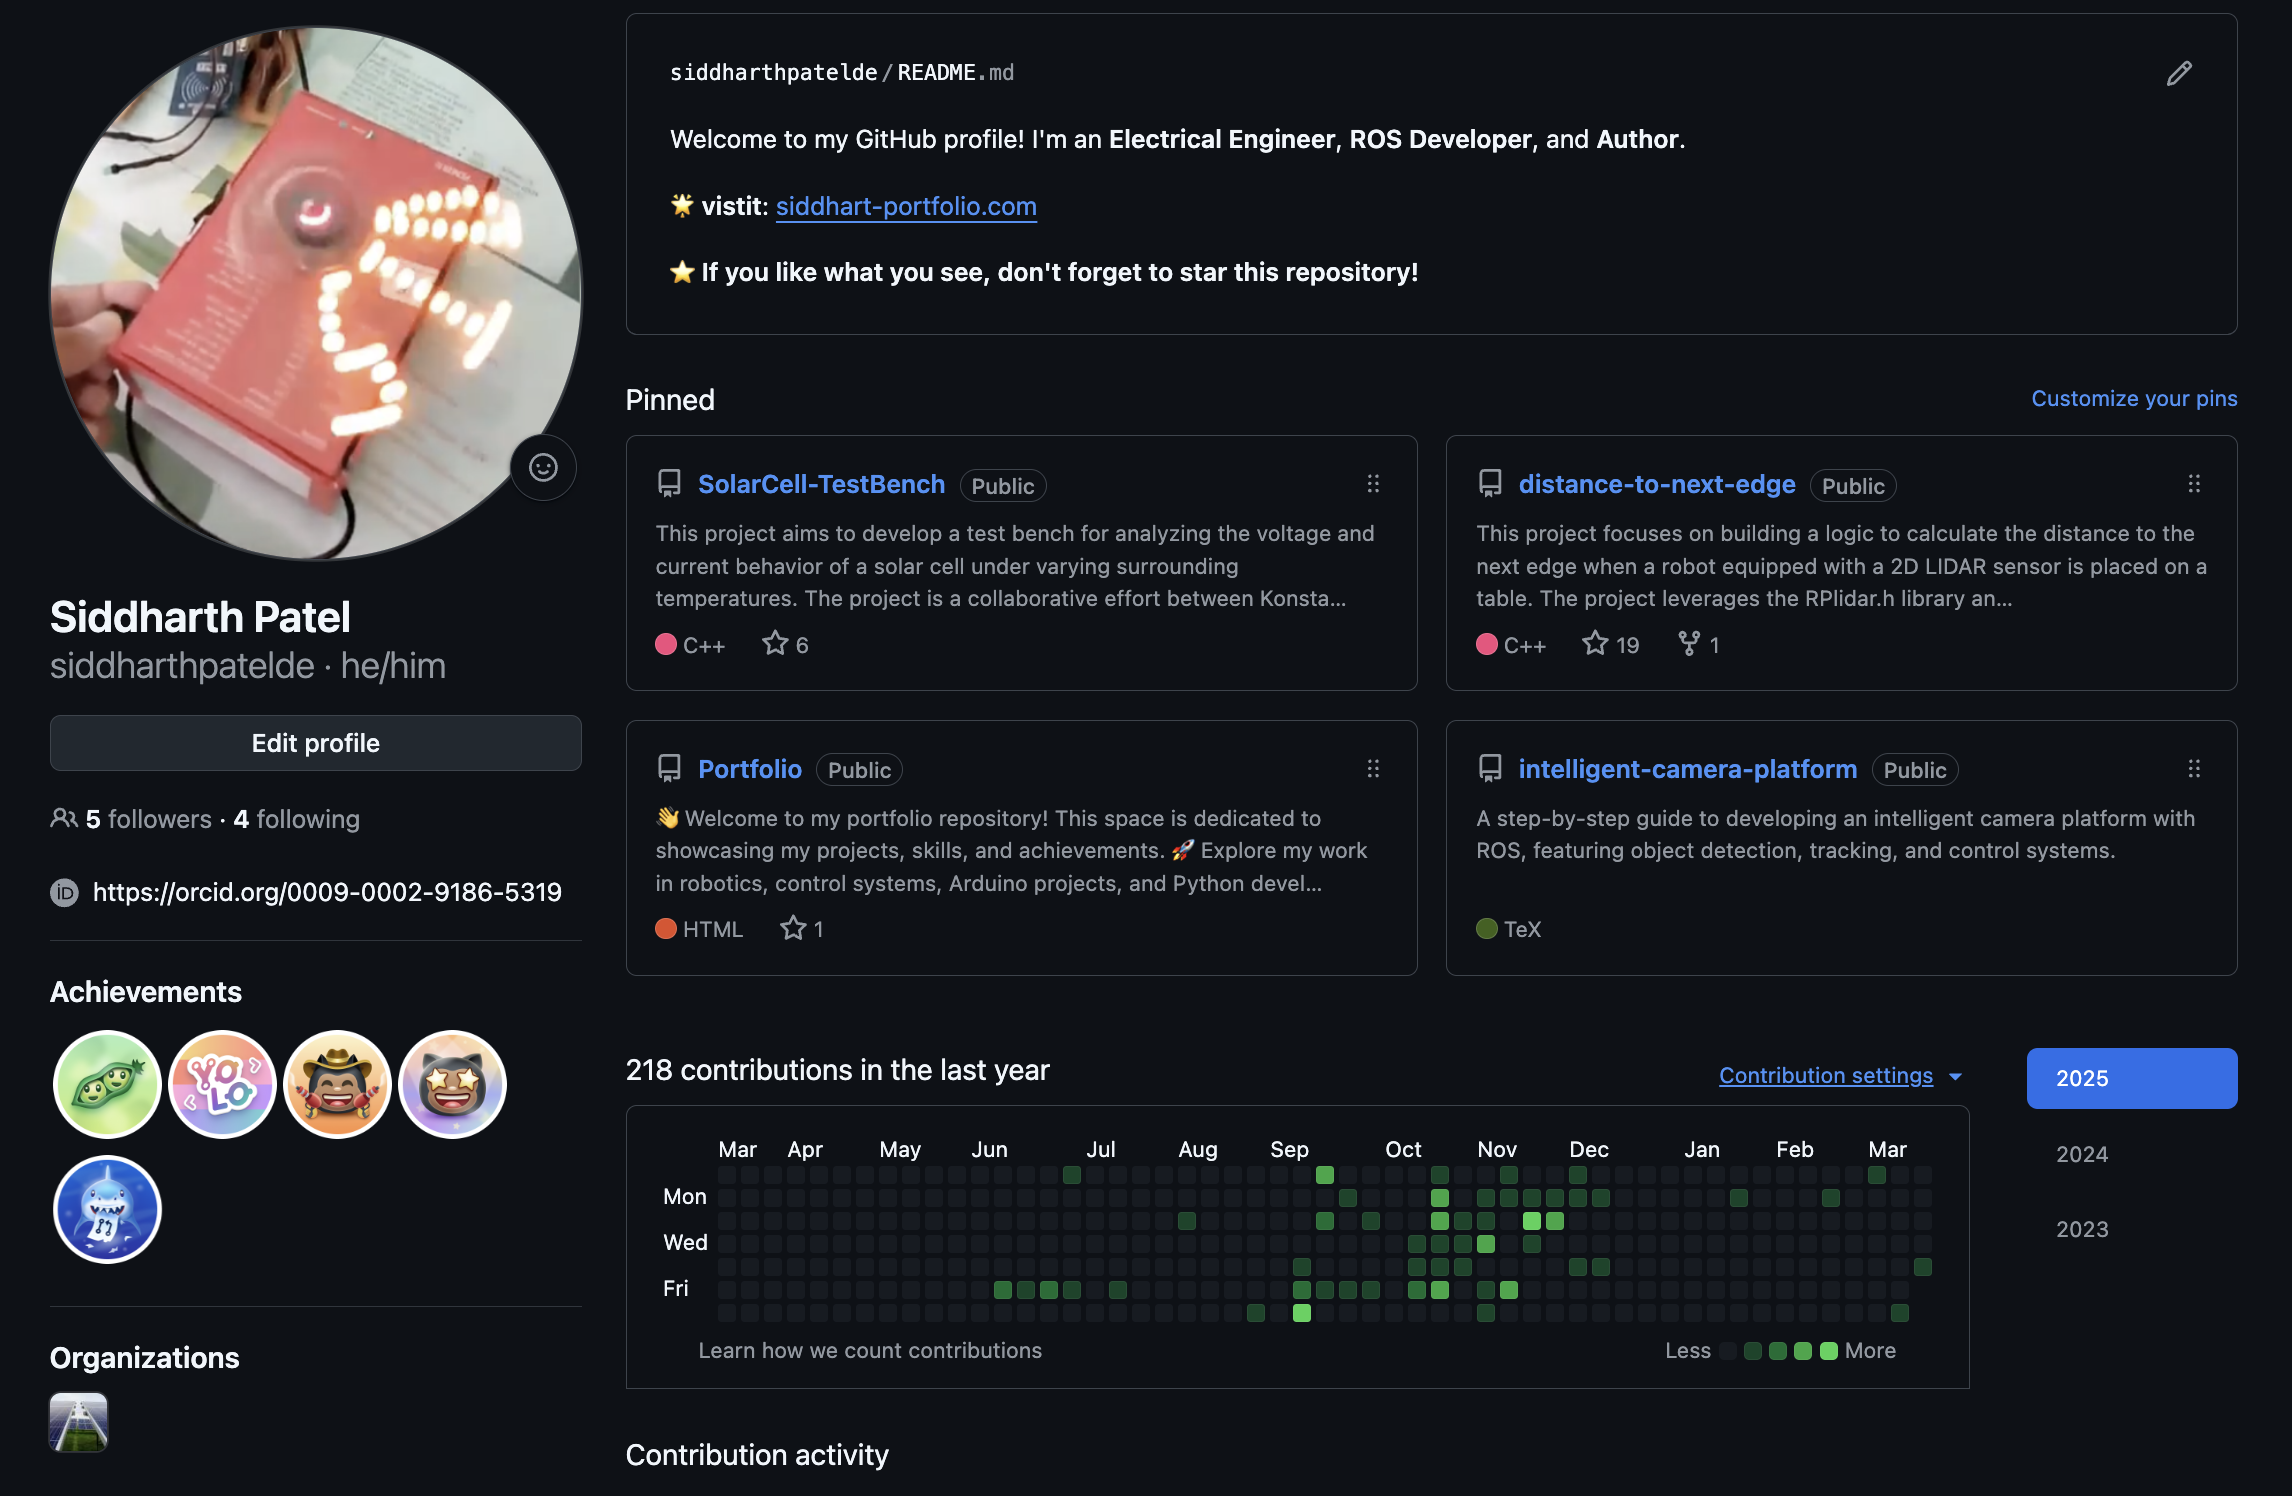 siddharthpatelde/README.md
Welcome to my GitHub profile! I'm an Electrical Engineer, ROS Developer, and Author.
🌟 vistit: siddhart-portfolio.com
⭐ If you like what you see, don't forget to star this repository!
Siddharth Patel
siddharthpatelde · he/him
Edit profile
5 followers · 4 following
iD https://orcid.org/0009-0002-9186-5319
Achievements
YOLO
Organizations
Pinned
Customize your pins
SolarCell-TestBench Public
This project aims to develop a test bench for analyzing the voltage and
current behavior of a solar cell under varying surrounding
temperatures. The project is a collaborative effort between Konsta...
C++ 6
distance-to-next-edge Public
This project focuses on building a logic to calculate the distance to the
next edge when a robot equipped with a 2D LIDAR sensor is placed on a
table. The project leverages the RPlidar.h library an...
C++ 19 1
Portfolio Public
👋 Welcome to my portfolio repository! This space is dedicated to
showcasing my projects, skills, and achievements. 🚀 Explore my work
in robotics, control systems, Arduino projects, and Python devel...
HTML 1
intelligent-camera-platform Public
A step-by-step guide to developing an intelligent camera platform with
ROS, featuring object detection, tracking, and control systems.
TeX
218 contributions in the last year
Contribution settings
2025
2024
2023
Mar Apr May Jun Jul Aug Sep Oct Nov Dec Jan Feb Mar
Mon
Wed
Fri
Learn how we count contributions
Less More
Contribution activity